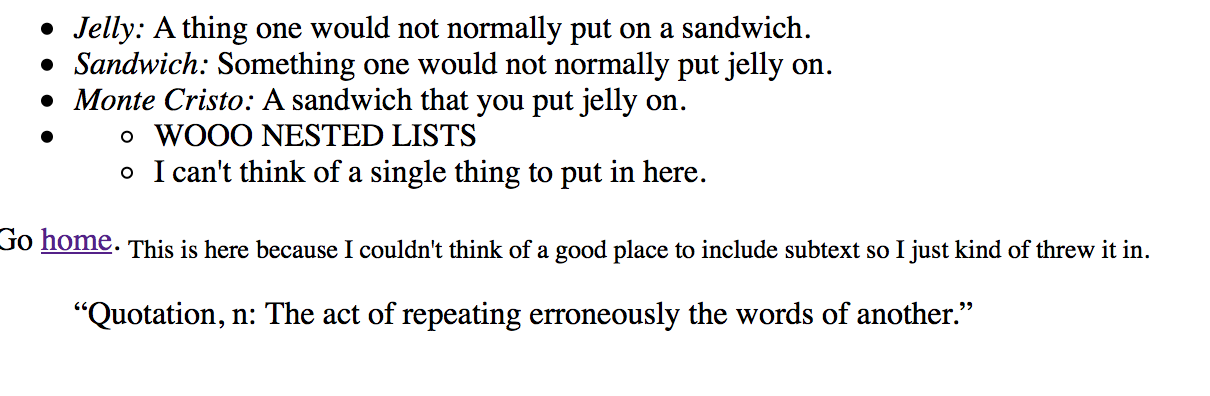 Jelly: A thing one would not normally put on a sandwich.
Sandwich: Something one would not normally put jelly on.
Monte Cristo: A sandwich that you put jelly on.
WOOO NESTED LISTS
I can't think of a single thing to put in here.
Go home. This is here because I couldn't think of a good place to include subtext so I just kind of threw it in.
“Quotation, n: The act of repeating erroneously the words of another.”